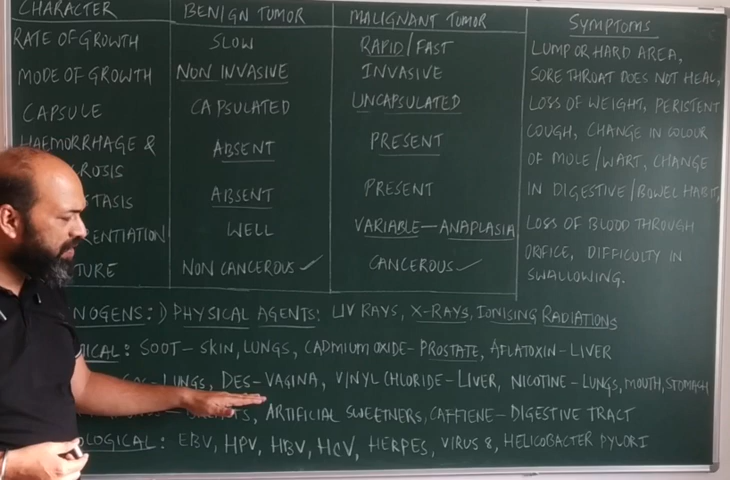 CHARACTER BENIGN TUMOR MALIGNANT TUMOR SYMPTOMS
RATE OF GROWTH SLOW RAPID/FAST LUMP OR HARD AREA,
MODE OF GROWTH NON INVASIVE INVASIVE SORE THROAT DOES NOT HEAL,
CAPSULE CAPSULATED UNCAPSULATED LOSS OF WEIGHT, PERISTENT
HAEMORRHAGE & ABSENT PRESENT COUGH, CHANGE IN COLOUR
ROSIS OF MOLE/WART, CHANGE
TASIS ABSENT PRESENT IN DIGESTIVE/BOWEL HABIT,
RENTIATION WELL VARIABLE—ANAPLASIA LOSS OF BLOOD THROUGH
TURE NON CANCEROUS ✓ CANCEROUS ✓ ORIFICE, DIFFICULTY IN
SWALLOWING.
NOGENS:) PHYSICAL AGENTS: UV RAYS, X-RAYS, IONISING RADIATIONS
ICAL: SOOT-SKIN, LUNGS, CADMIUM OXIDE-PROSTATE, AFLATOXIN-LIVER
LUNGS, DES-VAGINA, VINYL CHLORIDE-LIVER, NICOTINE-LUNGS, MOUTH, STOMACH
ARTIFICIAL SWEETNERS, CAFFIENE-DIGESTIVE TRACT
OLOGICAL: EBV, HPV, HBV, HCV, HERPES, VIRUS 8, HELICOBACTER PYLORI